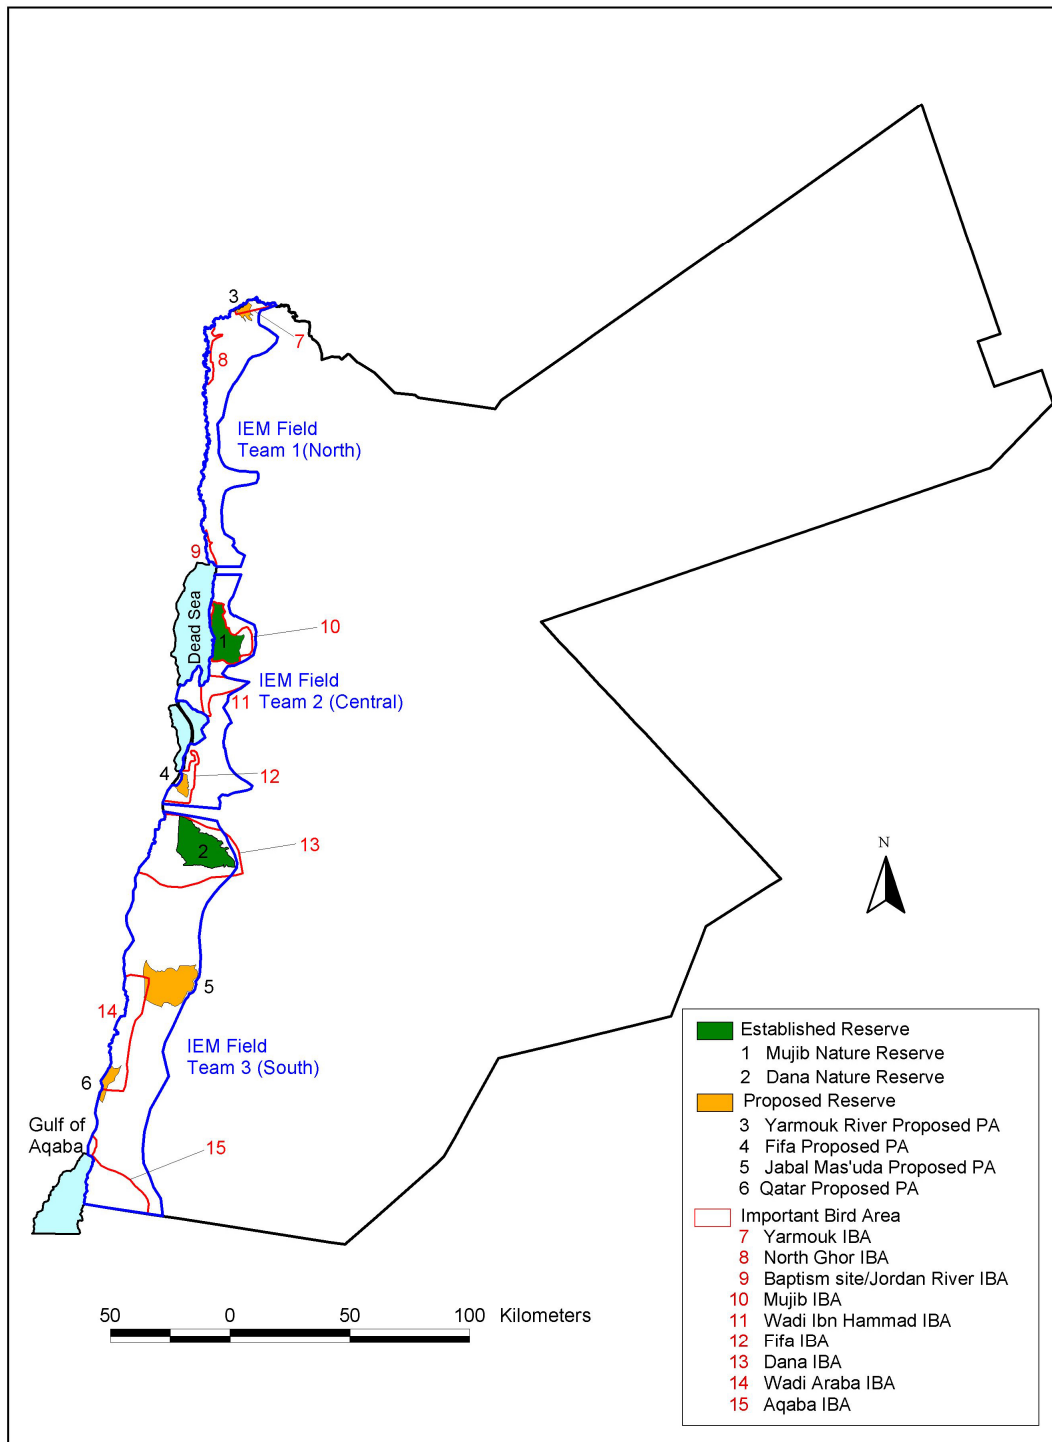 3
7
8
IEM Field
Team 1(North)
9
Dead Sea
1
10
IEM Field
Team 2 (Central)
11
4
12
2
13
N
5
14
IEM Field
Team 3 (South)
6
Gulf of
Aqaba
15
Established Reserve
1 Mujib Nature Reserve
2 Dana Nature Reserve
Proposed Reserve
3 Yarmouk River Proposed PA
4 Fifa Proposed PA
5 Jabal Mas'uda Proposed PA
6 Qatar Proposed PA
Important Bird Area
7 Yarmouk IBA
8 North Ghor IBA
9 Baptism site/Jordan River IBA
10 Mujib IBA
11 Wadi Ibn Hammad IBA
12 Fifa IBA
13 Dana IBA
14 Wadi Araba IBA
15 Aqaba IBA
50 0 50 100 Kilometers